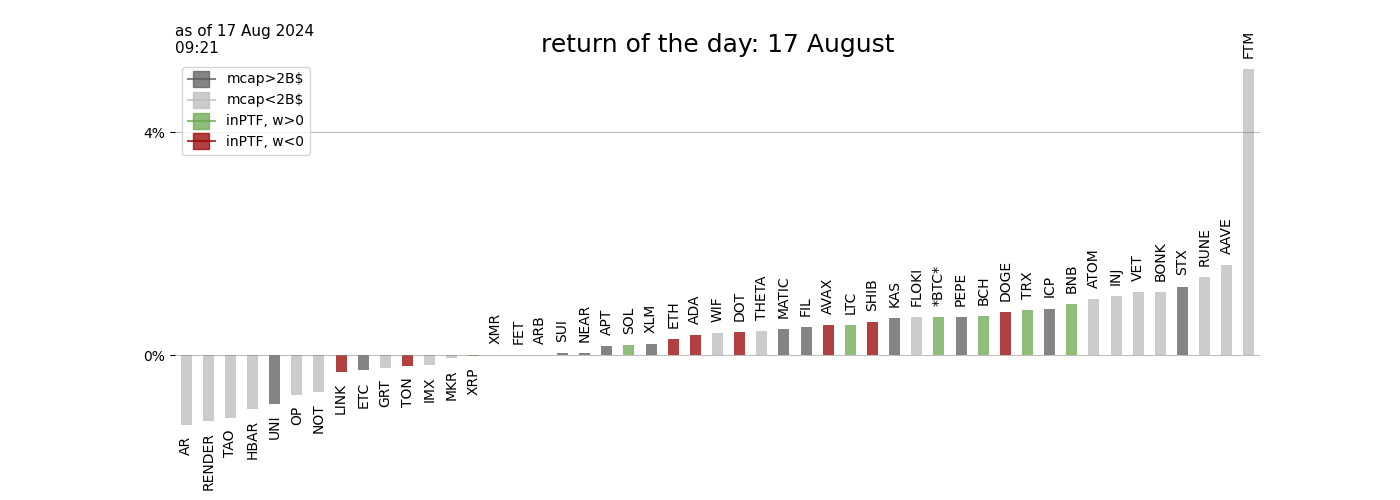 as of 17 Aug 2024
09:21
return of the day: 17 August
mcap>2B$
mcap<2B$
inPTF, w>0
inPTF, w<0
4%
0%
AR
RENDER
TAO
HBAR
UNI
OP
NOT
LINK
ETC
GRT
TON
IMX
MKR
XRP
XMR
FET
ARB
SUI
NEAR
APT
SOL
XLM
ETH
ADA
WIF
DOT
THETA
MATIC
FIL
AVAX
LTC
SHIB
KAS
FLOKI
*BTC*
PEPE
BCH
DOGE
TRX
ICP
BNB
ATOM
INJ
VET
BONK
STX
RUNE
AAVE
FTM